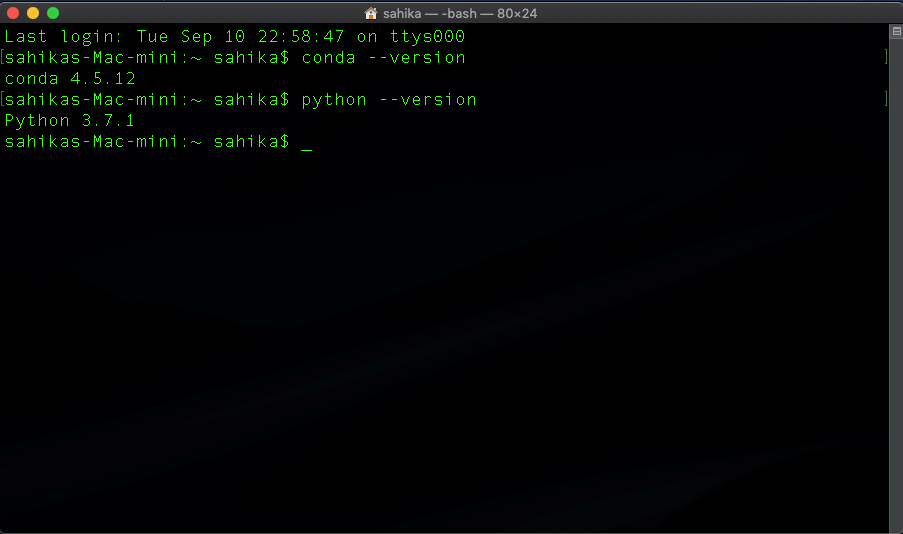 sahika — -bash — 80×24
Last login: Tue Sep 10 22:58:47 on ttys000
[sahikas-Mac-mini:~ sahika$ conda --version]
conda 4.5.12
[sahikas-Mac-mini:~ sahika$ python --version]
Python 3.7.1
sahikas-Mac-mini:~ sahika$ _